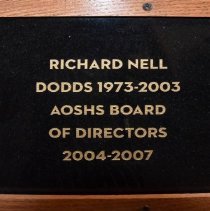 RICHARD NELL
DODDS 1973-2003
AOSHS BOARD
OF DIRECTORS
2004-2007